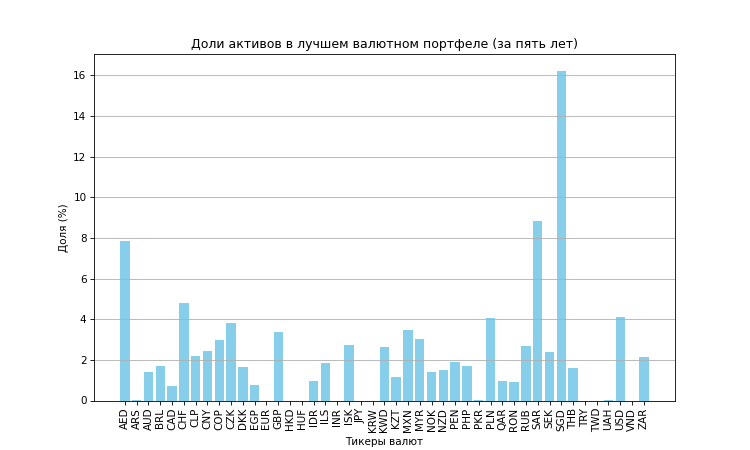 Доли активов в лучшем валютном портфеле (за пять лет)
Доля (%)
16
14
12
10
8
6
4
2
0
AED ARS AUD BRL CAD CHF CLP CNY COP CZK DKK EGP EUR GBP HKD HUF IDR ILS INR ISK JPY KRW KWD KZT MXN MYR NOK NZD PEN PHP PKR PLN QAR RON RUB SAR SEK SGD THB TRY TWD UAH USD VND ZAR
Тикеры валют